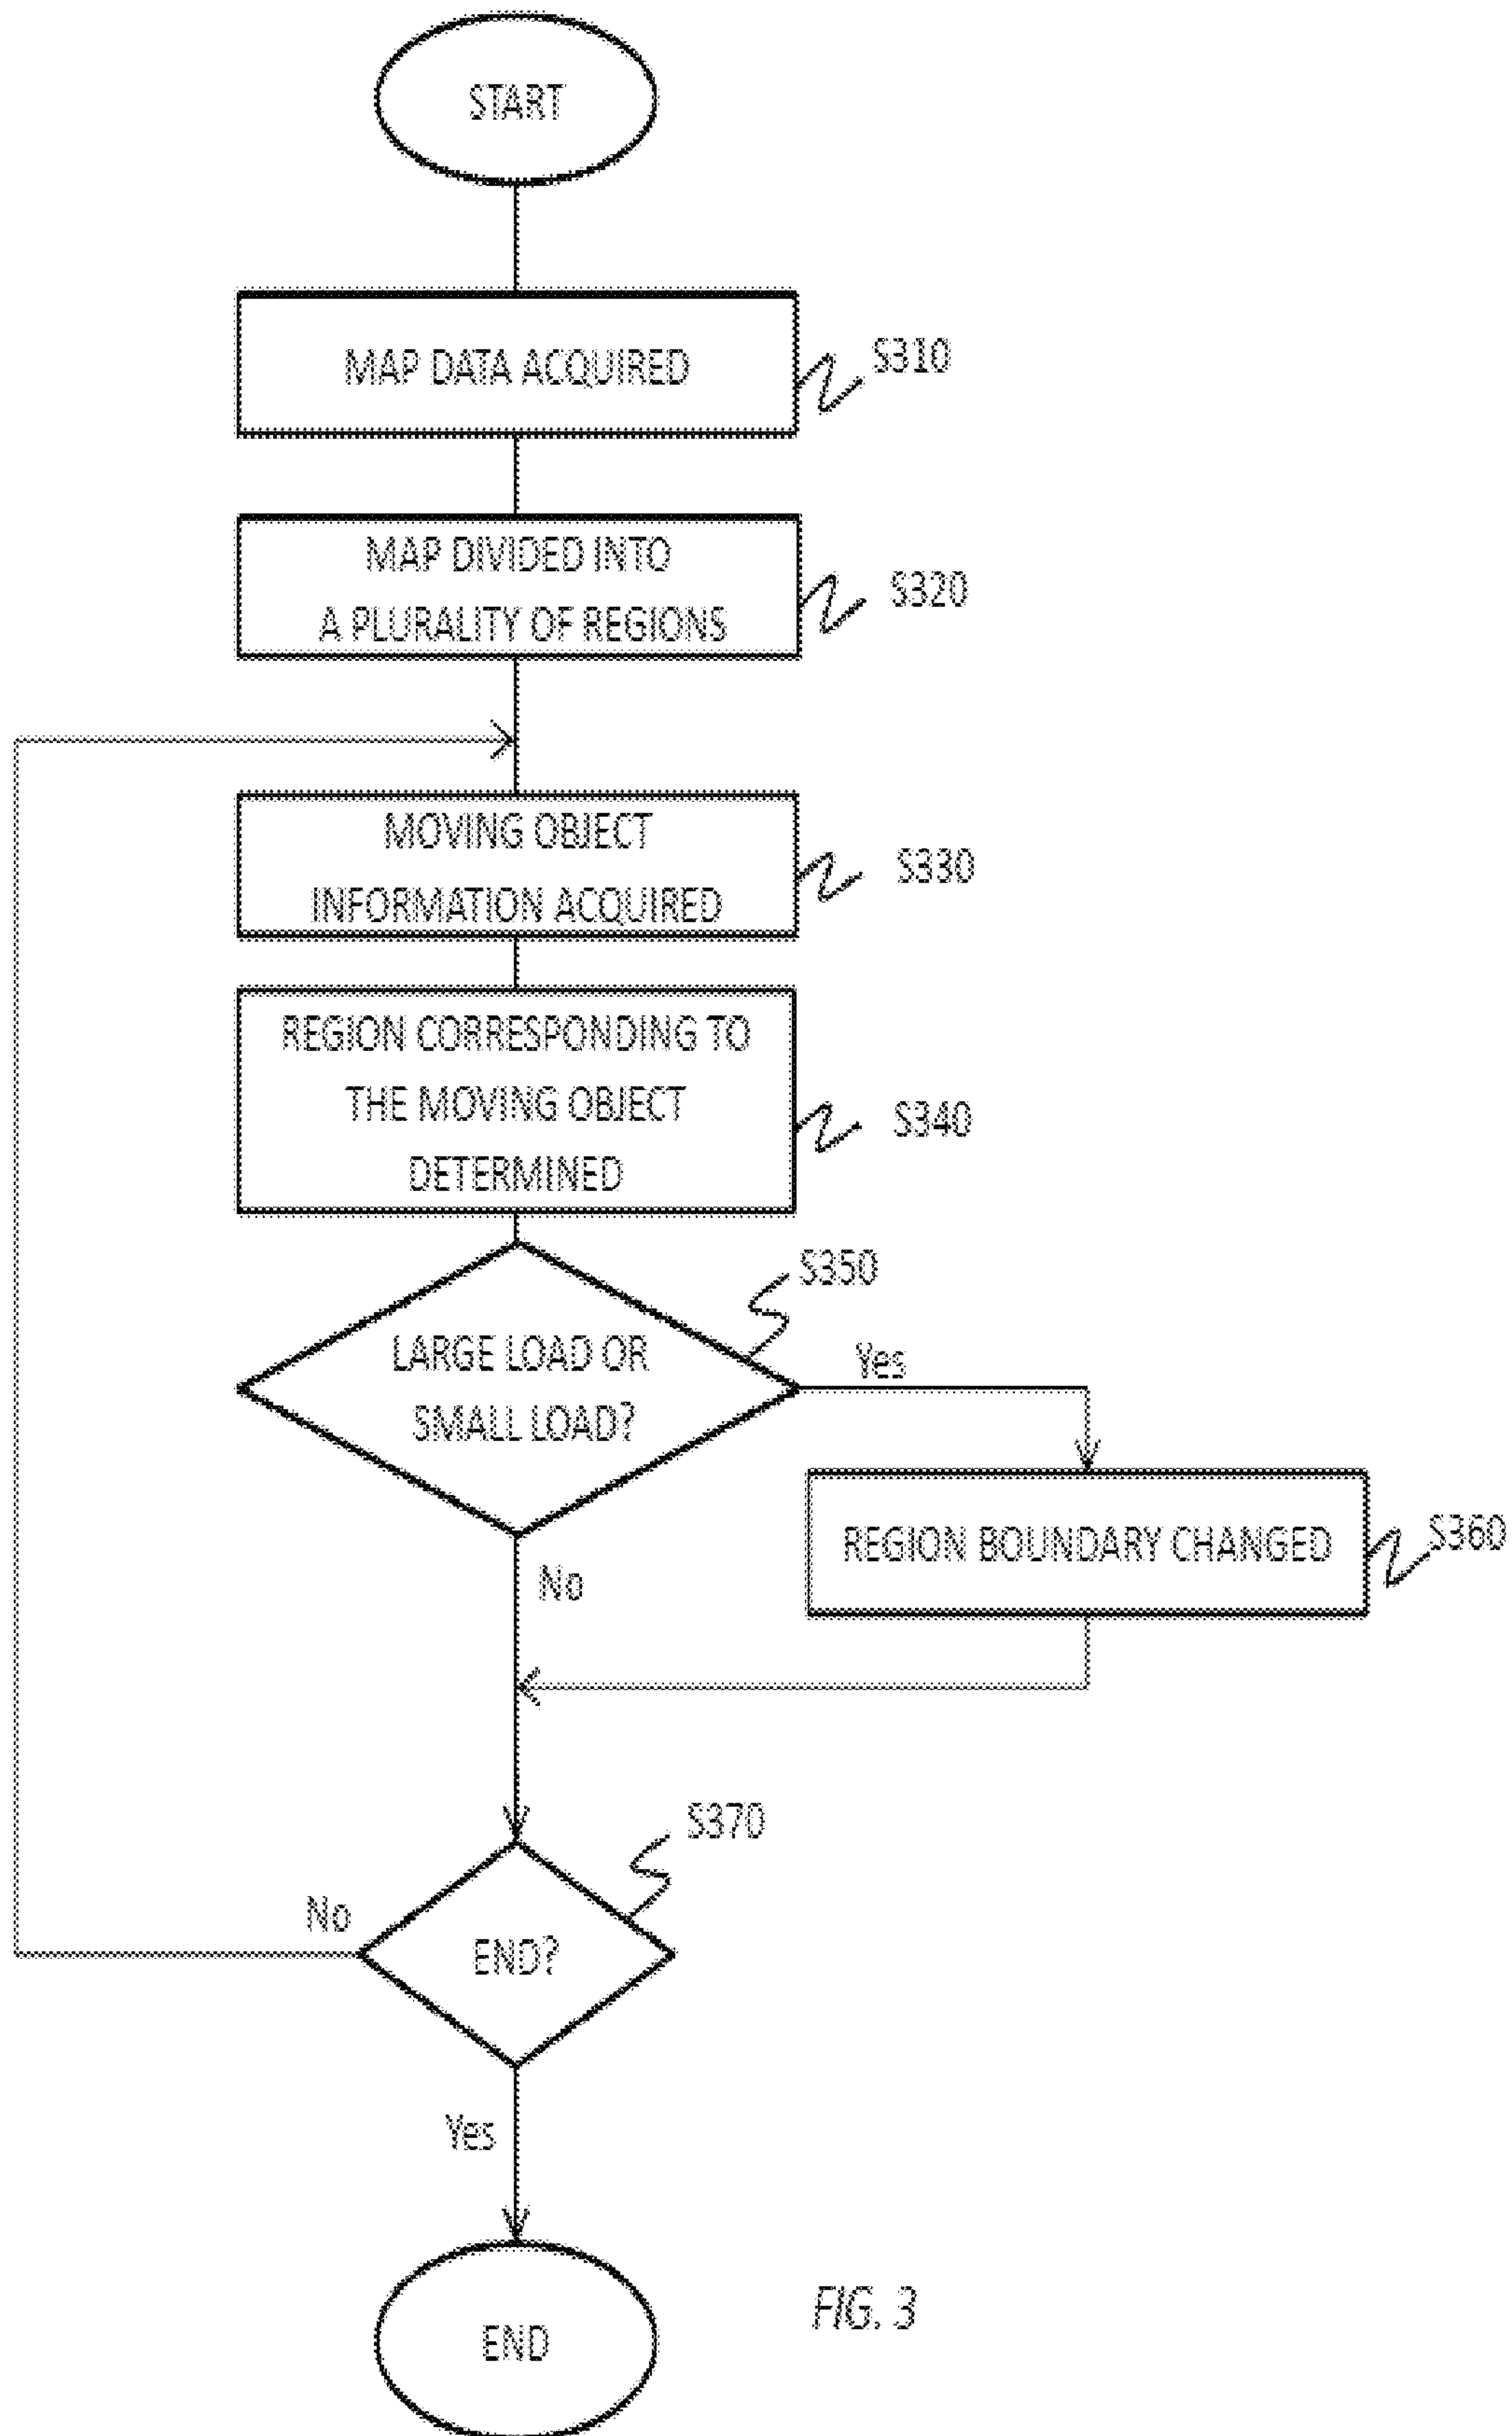 START
MAP DATA ACQUIRED
S310
MAP DIVIDED INTO
A PLURALITY OF REGIONS
S320
MOVING OBJECT
INFORMATION ACQUIRED
S330
REGION CORRESPONDING TO
THE MOVING OBJECT
DETERMINED
S340
S350
LARGE LOAD OR
SMALL LOAD?
Yes
REGION BOUNDARY CHANGED
S360
No
S370
No
END?
Yes
END
FIG. 3